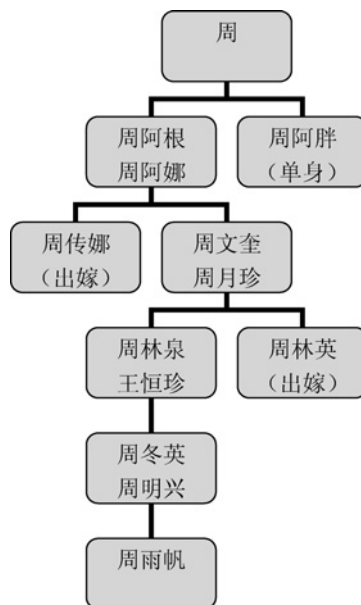 周
周阿根
周阿娜
周阿胖
（单身）
周传娜
（出嫁）
周文奎
周月珍
周林泉
王恒珍
周林英
（出嫁）
周冬英
周明兴
周雨帆